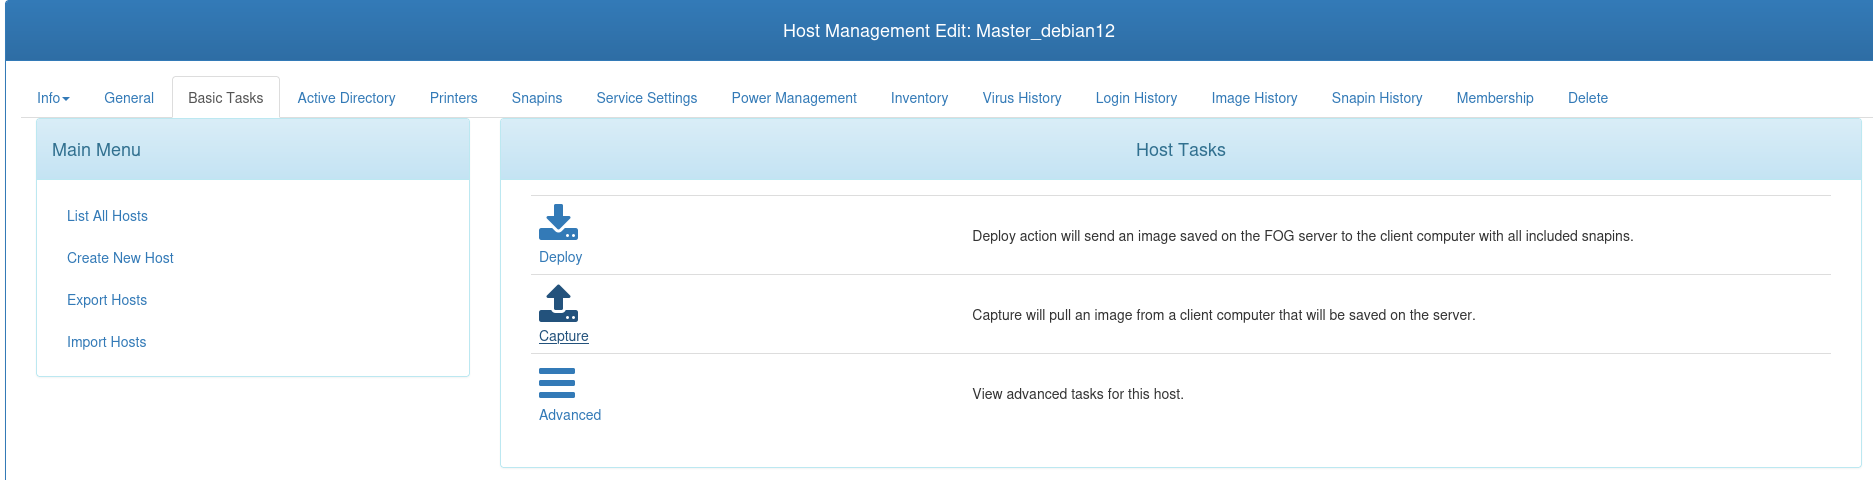 Host Management Edit: Master_debian12
Info General Basic Tasks Active Directory Printers Snapins Service Settings Power Management Inventory Virus History Login History Image History Snapin History Membership Delete
Main Menu
List All Hosts
Create New Host
Export Hosts
Import Hosts
Host Tasks
Deploy
Deploy action will send an image saved on the FOG server to the client computer with all included snapins.
Capture
Capture will pull an image from a client computer that will be saved on the server.
Advanced
View advanced tasks for this host.